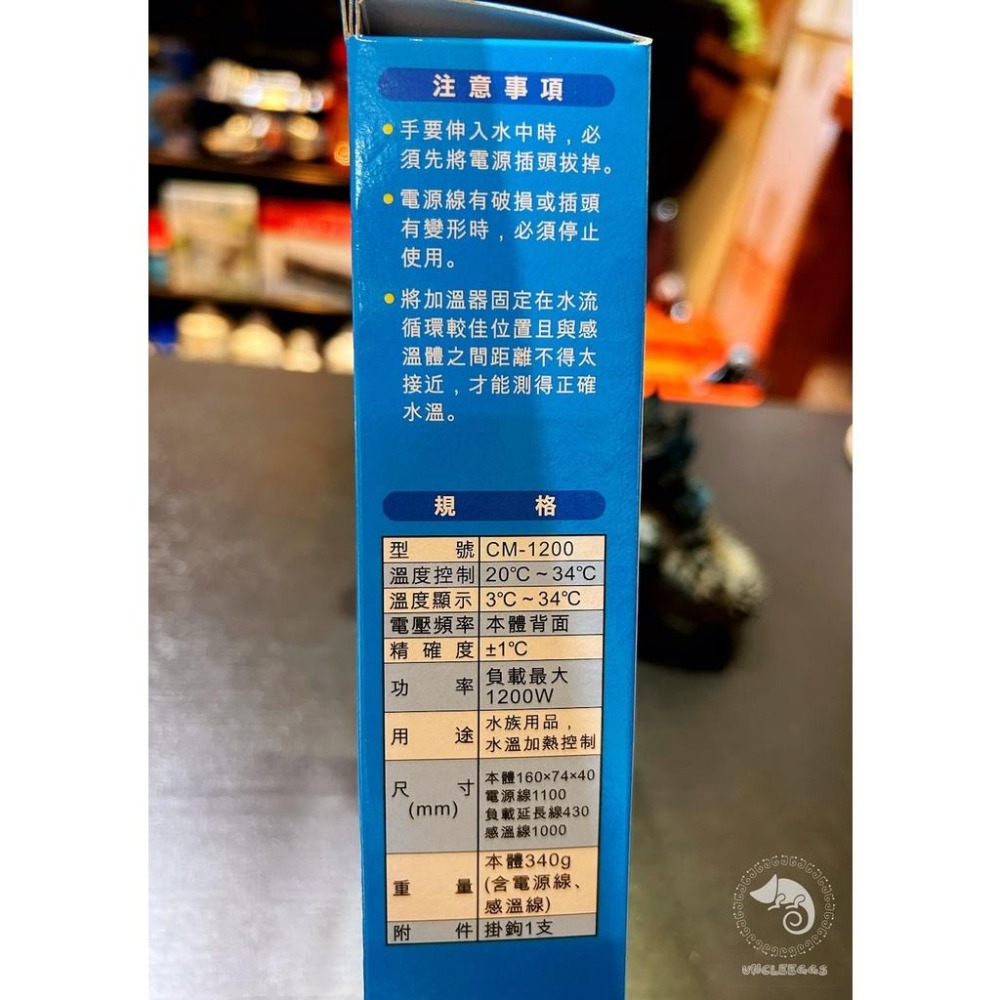 注意事項
手要伸入水中時，必
須先將電源插頭拔掉。
電源線有破損或插頭
有變形時，必須停止
使用。
將加溫器固定在水流
循環較佳位置且與感
溫體之間距離不得太
接近，才能測得正確
水溫。
規 格
型 號 CM-1200
溫度控制 20℃～34℃
溫度顯示 3℃～34℃
電壓頻率 本體背面
精 確 度 ±1℃
功 率 負載最大
1200W
用 途 水族用品，
水溫加熱控制
尺 寸 (mm) 本體160×74×40
電源線1100
負載延長線430
感溫線1000
重 量 本體340g
(含電源線、
感溫線)
附 件 掛鉤1支
UNCLEEGGS